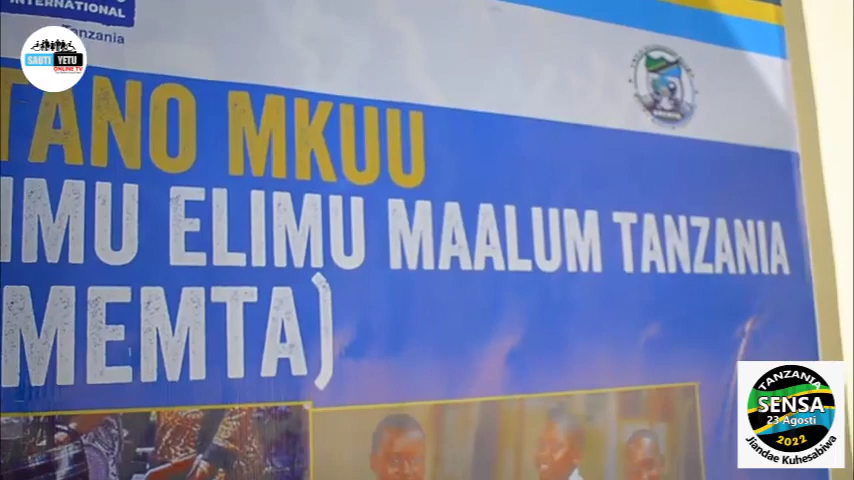 INTERNATIONAL
Tanzania
SAUTI YETU
ONLINE TV
TANO MKUU
IMU YA ELIMU MAALUM TANZANIA
MEMTA)
TANZANIA
SENSA
23 Agosti
2022
Jiandae Kuhesabiwa